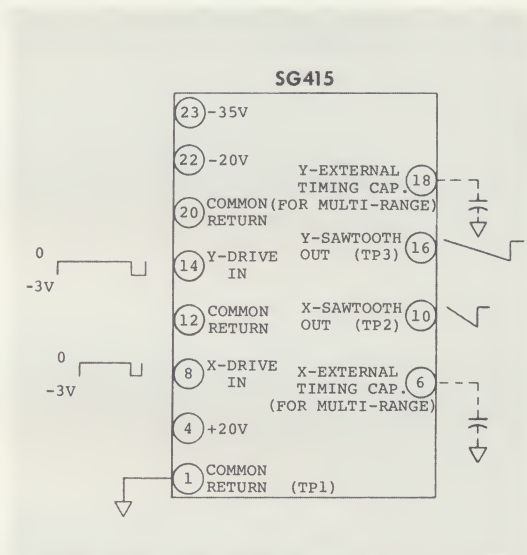 SG415
23 -35V
22 -20V
20 COMMON RETURN
14 Y-DRIVE IN
12 COMMON RETURN
8 X-DRIVE IN
4 +20V
1 COMMON RETURN (TP1)
Y-EXTERNAL TIMING CAP. (FOR MULTI-RANGE) 18
Y-SAWTOOTH OUT (TP3) 16
X-SAWTOOTH OUT (TP2) 10
X-EXTERNAL TIMING CAP. (FOR MULTI-RANGE) 6
0
-3V
0
-3V